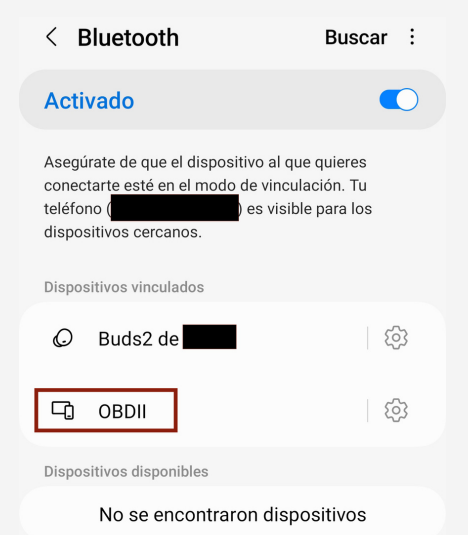 Bluetooth Buscar
Activado
Asegúrate de que el dispositivo al que quieres
conectarte esté en el modo de vinculación. Tu
teléfono ( ) es visible para los
dispositivos cercanos.
Dispositivos vinculados
Buds2 de
OBDII
Dispositivos disponibles
No se encontraron dispositivos